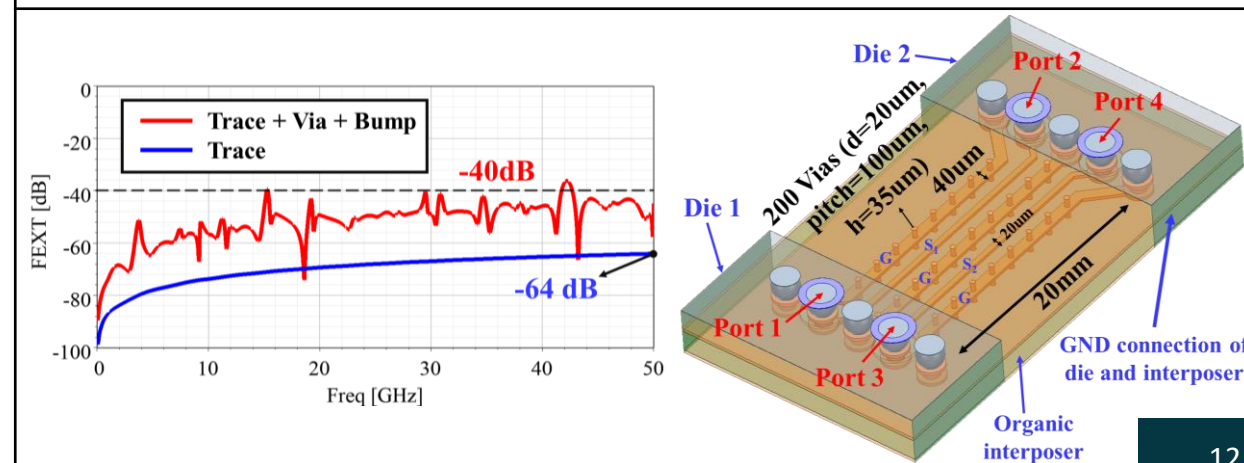 0
-20
-40
-60
-80
-100
FEXT [dB]
Trace + Via + Bump
Trace
-40dB
-64 dB
0
10
20
30
40
50
Freq [GHz]
Die 2
Port 2
Port 4
200 Vias (d=20um,
pitch=100um,
h=35um)
40um
Die 1
20um
G
S1
G
S2
G
20mm
Port 1
Port 3
GND connection of
die and interposer
Organic
interposer
12